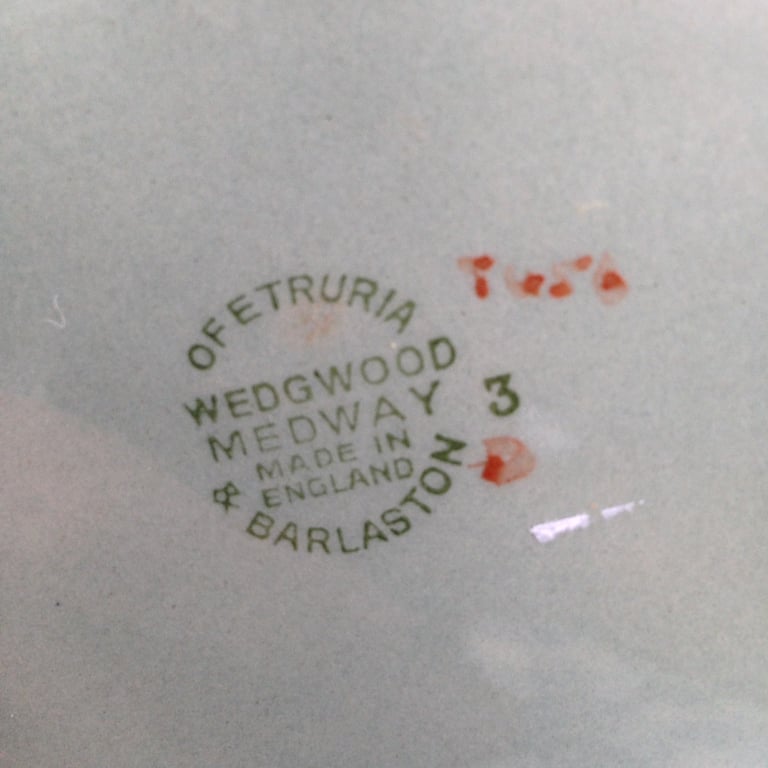 OF ETRURIA
WEDGWOOD
MEDWAY
3
MADE IN
ENGLAND
BARLASTON